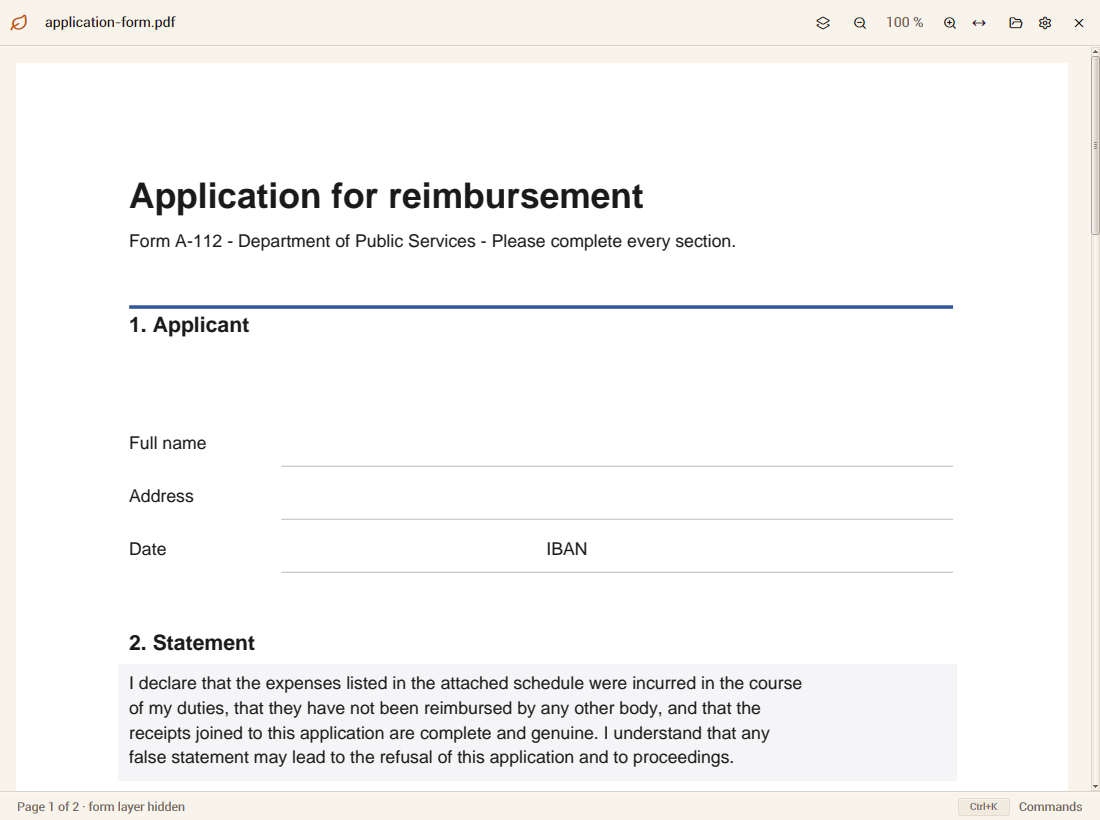 application-form.pdf
100 %
Application for reimbursement
Form A-112 - Department of Public Services - Please complete every section.
1. Applicant
Full name
Address
Date IBAN
2. Statement
I declare that the expenses listed in the attached schedule were incurred in the course
of my duties, that they have not been reimbursed by any other body, and that the
receipts joined to this application are complete and genuine. I understand that any
false statement may lead to the refusal of this application and to proceedings.
Page 1 of 2 · form layer hidden
Ctrl+K Commands